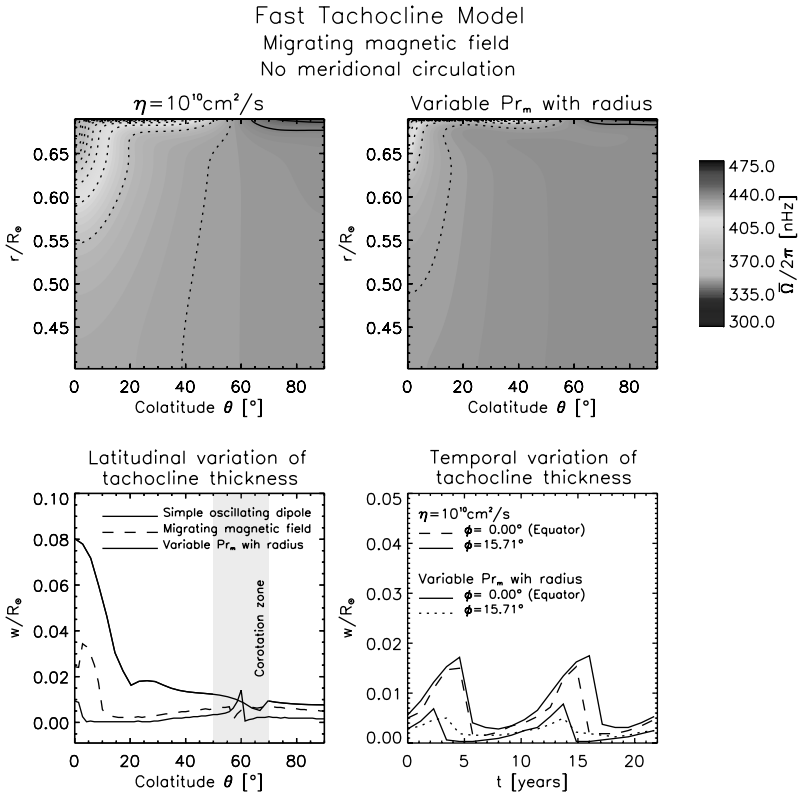 Fast Tachocline Model
Migrating magnetic field
No meridional circulation
η=10¹⁰cm²/s
Variable Prₘ with radius
r/R⊙
0.65
0.60
0.55
0.50
0.45
0 20 40 60 80
Colatitude θ [°]
r/R⊙
0.65
0.60
0.55
0.50
0.45
0 20 40 60 80
Colatitude θ [°]
475.0
440.0
405.0
370.0
335.0
300.0
Ω̅/2π [nHz]
Latitudinal variation of
tachocline thickness
w/R⊙
0.10
0.08
0.06
0.04
0.02
0.00
Simple oscillating dipole
Migrating magnetic field
Variable Prₘ wih radius
Corotation zone
0 20 40 60 80
Colatitude θ [°]
Temporal variation of
tachocline thickness
w/R⊙
0.05
0.04
0.03
0.02
0.01
0.00
η=10¹⁰cm²/s
ϕ= 0.00° (Equator)
ϕ=15.71°
Variable Prₘ wih radius
ϕ= 0.00° (Equator)
ϕ=15.71°
0 5 10 15 20
t [years]